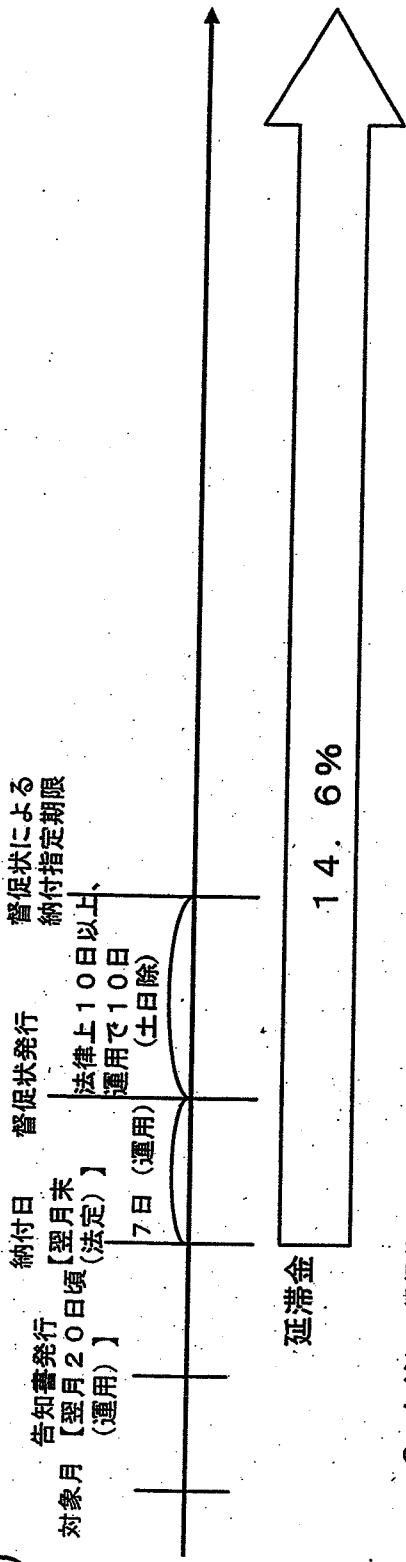 対象月
告知書発行
【翌月20日頃
（運用）】
納付日
【翌月末
（法定）】
督促状発行
督促状による
納付指定期限
7日（運用）
法律上10日以上、
運用で10日
（土日除）
延滞金
14．6％